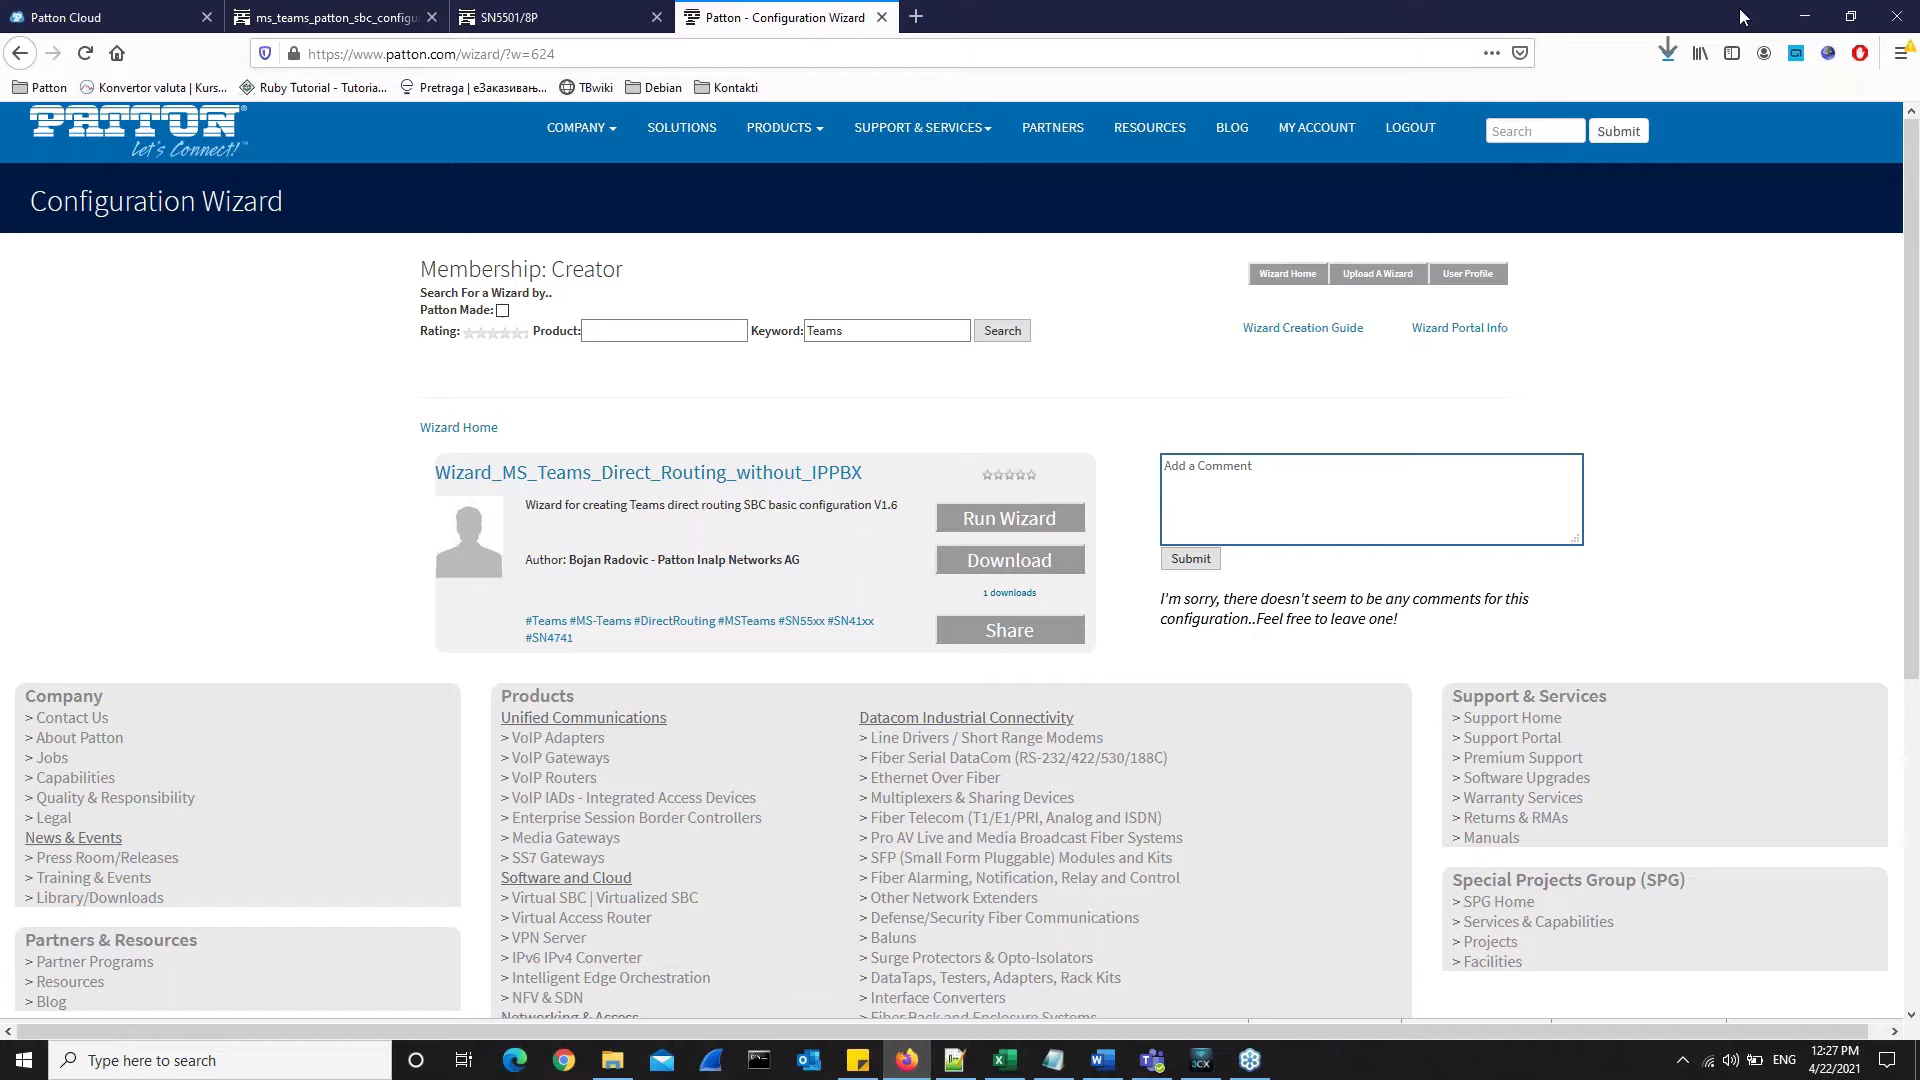 Patton Cloud
ms_teams_patton_sbc_configu
SN5501/8P
Patton - Configuration Wizard
https://www.patton.com/wizard/?w=624
Patton
Konvertor valuta | Kurs...
Ruby Tutorial - Tutoria...
Pretraga | eЗаказивањ...
TBwiki
Debian
Kontakti
PATTON
Let's Connect!
COMPANY
SOLUTIONS
PRODUCTS
SUPPORT & SERVICES
PARTNERS
RESOURCES
BLOG
MY ACCOUNT
LOGOUT
Search
Submit
Configuration Wizard
Membership: Creator
Search For a Wizard by..
Patton Made:
Rating:
Product:
Keyword:
Teams
Search
Wizard Home
Upload A Wizard
User Profile
Wizard Creation Guide
Wizard Portal Info
Wizard Home
Wizard_MS_Teams_Direct_Routing_without_IPPBX
Wizard for creating Teams direct routing SBC basic configuration V1.6
Author: Bojan Radovic - Patton Inalp Networks AG
#Teams #MS-Teams #DirectRouting #MSTeams #SN55xx #SN41xx
#SN4741
Run Wizard
Download
1 downloads
Share
Add a Comment
Submit
I'm sorry, there doesn't seem to be any comments for this
configuration..Feel free to leave one!
Company
> Contact Us
> About Patton
> Jobs
> Capabilities
> Quality & Responsibility
> Legal
News & Events
> Press Room/Releases
> Training & Events
> Library/Downloads
Partners & Resources
> Partner Programs
> Resources
> Blog
Products
Unified Communications
> VoIP Adapters
> VoIP Gateways
> VoIP Routers
> VoIP IADs - Integrated Access Devices
> Enterprise Session Border Controllers
> Media Gateways
> SS7 Gateways
Software and Cloud
> Virtual SBC | Virtualized SBC
> Virtual Access Router
> VPN Server
> IPv6 IPv4 Converter
> Intelligent Edge Orchestration
> NFV & SDN
Networking & Access
Datacom Industrial Connectivity
> Line Drivers / Short Range Modems
> Fiber Serial DataCom (RS-232/422/530/188C)
> Ethernet Over Fiber
> Multiplexers & Sharing Devices
> Fiber Telecom (T1/E1/PRI, Analog and ISDN)
> Pro AV Live and Media Broadcast Fiber Systems
> SFP (Small Form Pluggable) Modules and Kits
> Fiber Alarming, Notification, Relay and Control
> Other Network Extenders
> Defense/Security Fiber Communications
> Baluns
> Surge Protectors & Opto-Isolators
> DataTaps, Testers, Adapters, Rack Kits
> Interface Converters
> Fiber Rack and Enclosure Systems
Support & Services
> Support Home
> Support Portal
> Premium Support
> Software Upgrades
> Warranty Services
> Returns & RMAs
> Manuals
Special Projects Group (SPG)
> SPG Home
> Services & Capabilities
> Projects
> Facilities
Type here to search
3CX
ENG
12:27 PM
4/22/2021